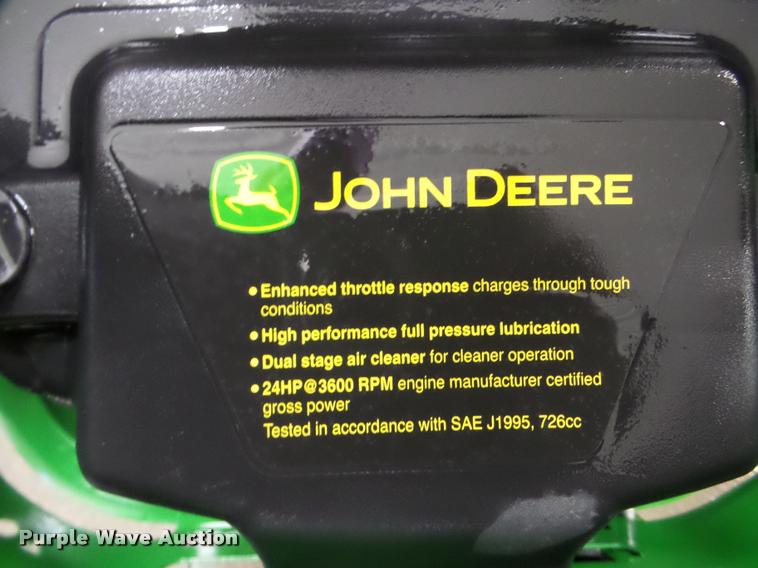 JOHN DEERE
• Enhanced throttle response charges through tough
conditions
• High performance full pressure lubrication
• Dual stage air cleaner for cleaner operation
• 24HP@3600 RPM engine manufacturer certified
gross power
Tested in accordance with SAE J1995, 726cc
Purple Wave Auction